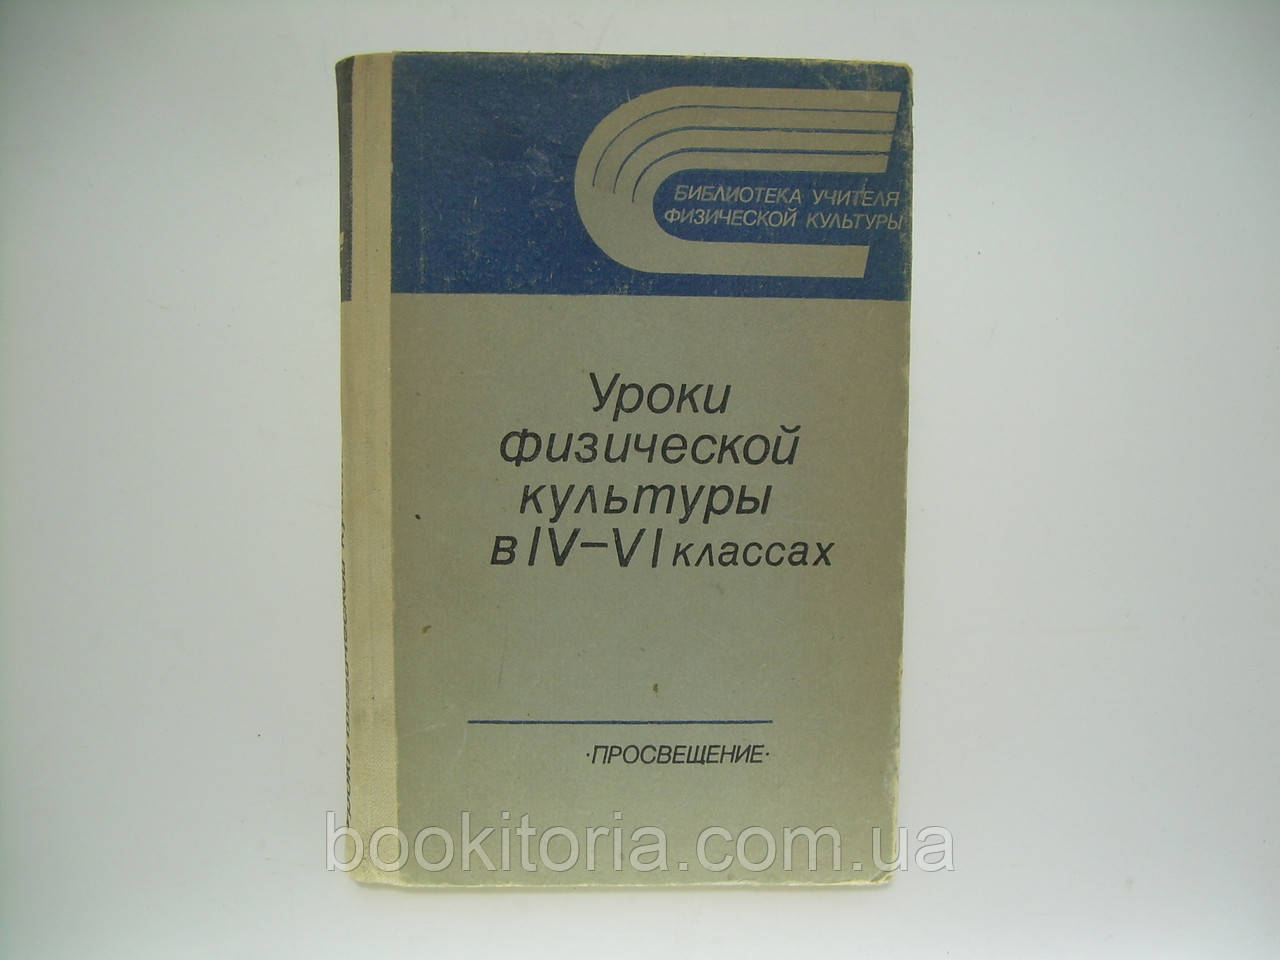 БИБЛИОТЕКА УЧИТЕЛЯ
ФИЗИЧЕСКОЙ КУЛЬТУРЫ
Уроки
физической
культуры
в IV–VI классах
·ПРОСВЕЩЕНИЕ·
bookitoria.com.ua